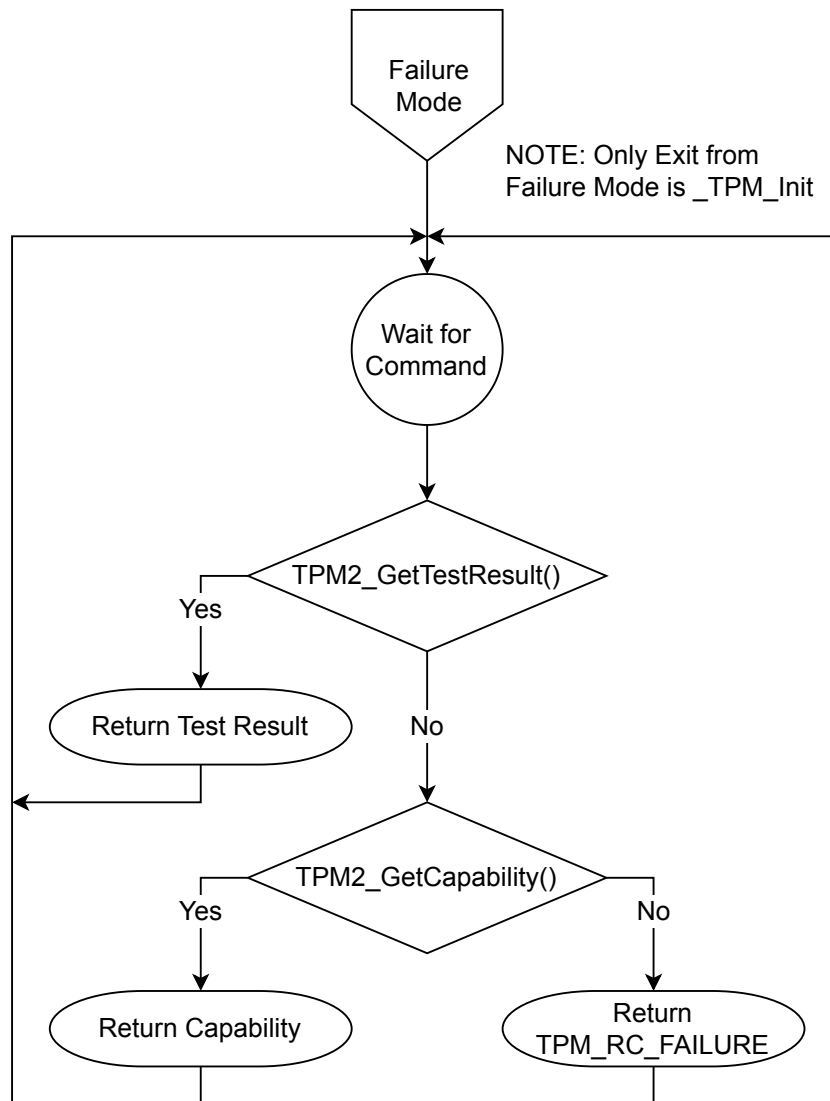 Failure
Mode
NOTE: Only Exit from
Failure Mode is _TPM_Init
Wait for
Command
TPM2_GetTestResult()
Yes
Return Test Result
No
TPM2_GetCapability()
Yes
No
Return Capability
Return
TPM_RC_FAILURE